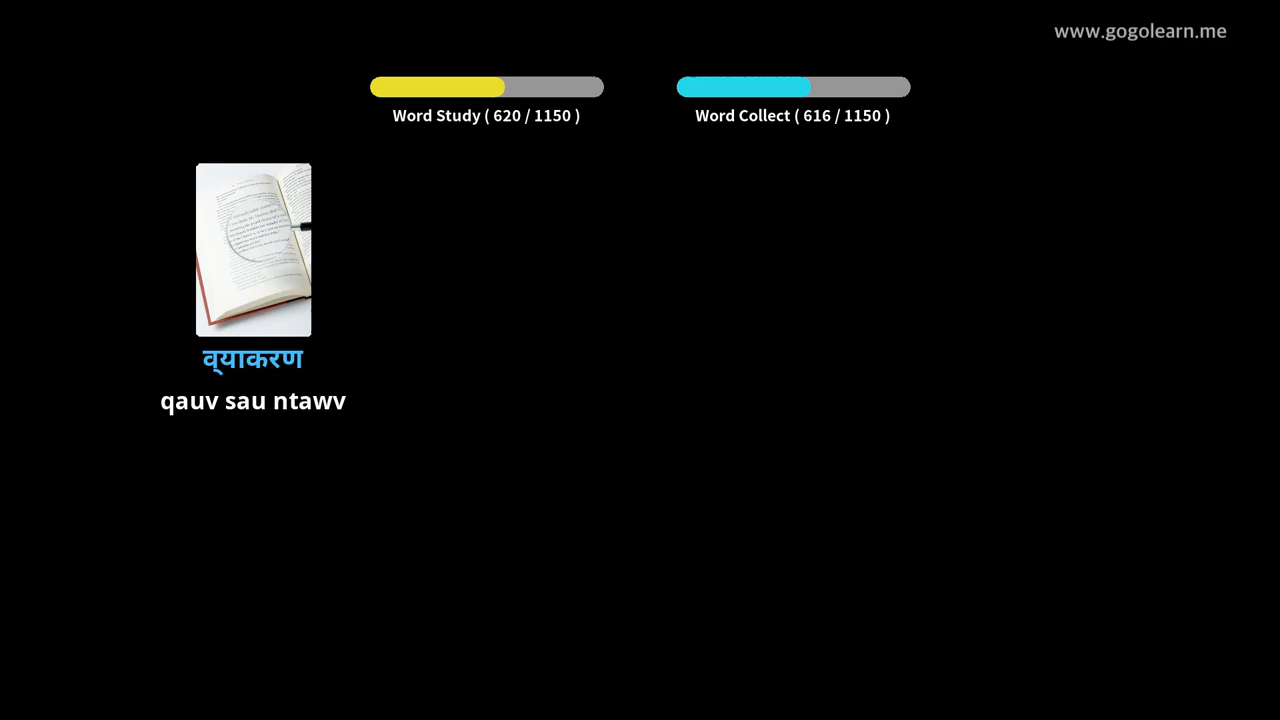 www.gogolearn.me
Word Study ( 620 / 1150 )
Word Collect ( 616 / 1150 )
व्याकरण
qauv sau ntawv